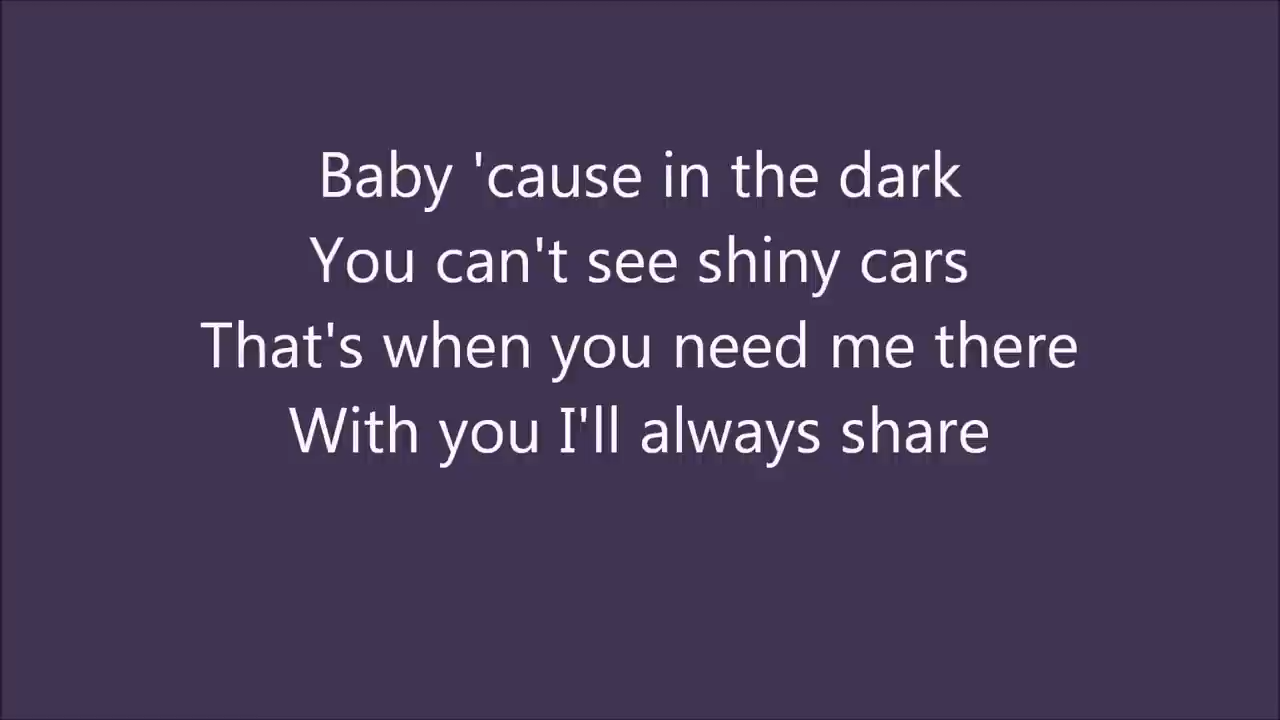 Baby 'cause in the dark
You can't see shiny cars
That's when you need me there
With you I'll always share